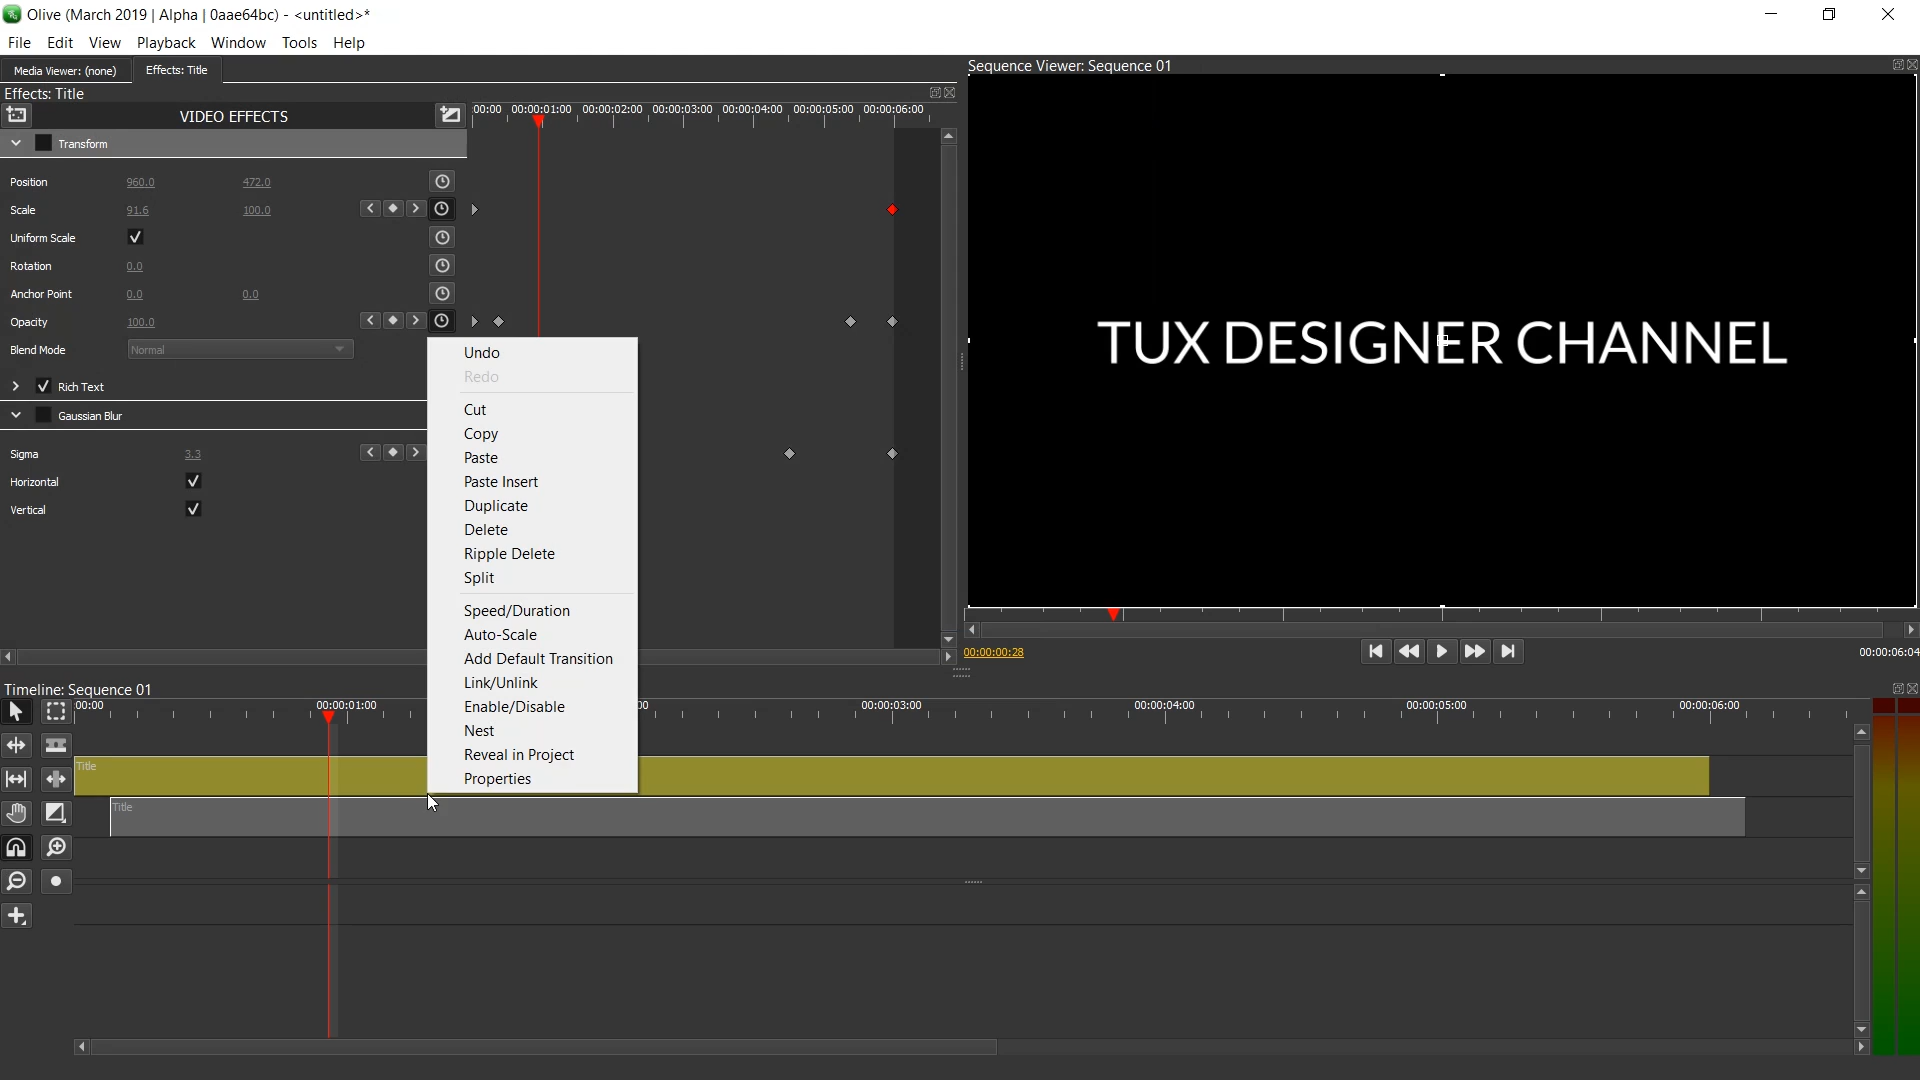 Olive (March 2019 | Alpha | 0aae64bc) - <untitled>*
File Edit View Playback Window Tools Help
Media Viewer: (none) Effects: Title
Effects: Title
VIDEO EFFECTS
00:00 00:00:01:00 00:00:02:00 00:00:03:00 00:00:04:00 00:00:05:00 00:00:06:00
Transform
Position 960.0 472.0
Scale 91.6 100.0
Uniform Scale
Rotation 0.0
Anchor Point 0.0 0.0
Opacity 100.0
Blend Mode Normal
Rich Text
Gaussian Blur
Sigma 3.3
Horizontal
Vertical
Undo
Redo
Cut
Copy
Paste
Paste Insert
Duplicate
Delete
Ripple Delete
Split
Speed/Duration
Auto-Scale
Add Default Transition
Link/Unlink
Enable/Disable
Nest
Reveal in Project
Properties
Sequence Viewer: Sequence 01
TUX DESIGNER CHANNEL
00:00:00:28
00:00:06:04
Timeline: Sequence 01
00:00 00:00:01:00 00 00:00:03:00 00:00:04:00 00:00:05:00 00:00:06:00
Title
Title